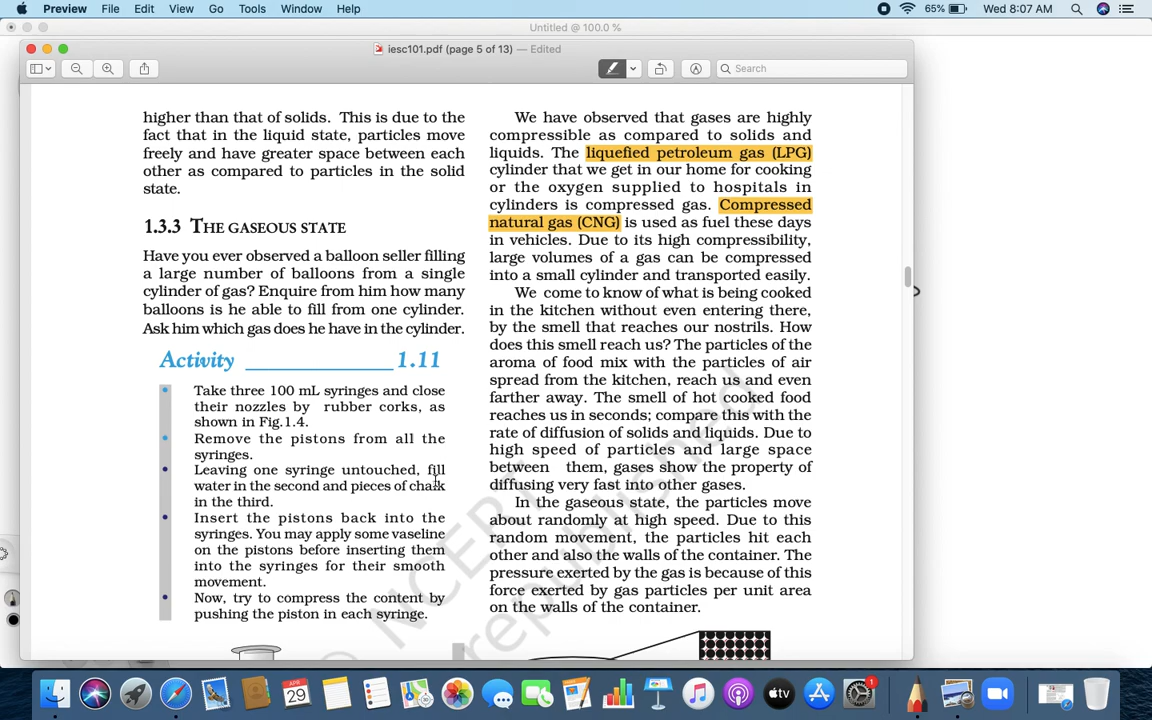 Preview File Edit View Go Tools Window Help 65% Wed 8:07 AM
Untitled @ 100.0 %
iesc101.pdf (page 5 of 13) — Edited
Search
higher than that of solids. This is due to the
fact that in the liquid state, particles move
freely and have greater space between each
other as compared to particles in the solid
state.
1.3.3 THE GASEOUS STATE
Have you ever observed a balloon seller filling
a large number of balloons from a single
cylinder of gas? Enquire from him how many
balloons is he able to fill from one cylinder.
Ask him which gas does he have in the cylinder.
Activity ______________ 1.11
• Take three 100 mL syringes and close
their nozzles by rubber corks, as
shown in Fig.1.4.
• Remove the pistons from all the
syringes.
• Leaving one syringe untouched, fill
water in the second and pieces of chalk
in the third.
• Insert the pistons back into the
syringes. You may apply some vaseline
on the pistons before inserting them
into the syringes for their smooth
movement.
• Now, try to compress the content by
pushing the piston in each syringe.
We have observed that gases are highly
compressible as compared to solids and
liquids. The liquefied petroleum gas (LPG)
cylinder that we get in our home for cooking
or the oxygen supplied to hospitals in
cylinders is compressed gas. Compressed
natural gas (CNG) is used as fuel these days
in vehicles. Due to its high compressibility,
large volumes of a gas can be compressed
into a small cylinder and transported easily.
We come to know of what is being cooked
in the kitchen without even entering there,
by the smell that reaches our nostrils. How
does this smell reach us? The particles of the
aroma of food mix with the particles of air
spread from the kitchen, reach us and even
farther away. The smell of hot cooked food
reaches us in seconds; compare this with the
rate of diffusion of solids and liquids. Due to
high speed of particles and large space
between them, gases show the property of
diffusing very fast into other gases.
In the gaseous state, the particles move
about randomly at high speed. Due to this
random movement, the particles hit each
other and also the walls of the container. The
pressure exerted by the gas is because of this
force exerted by gas particles per unit area
on the walls of the container.
© NCERT
republished
APR
29
tv
1